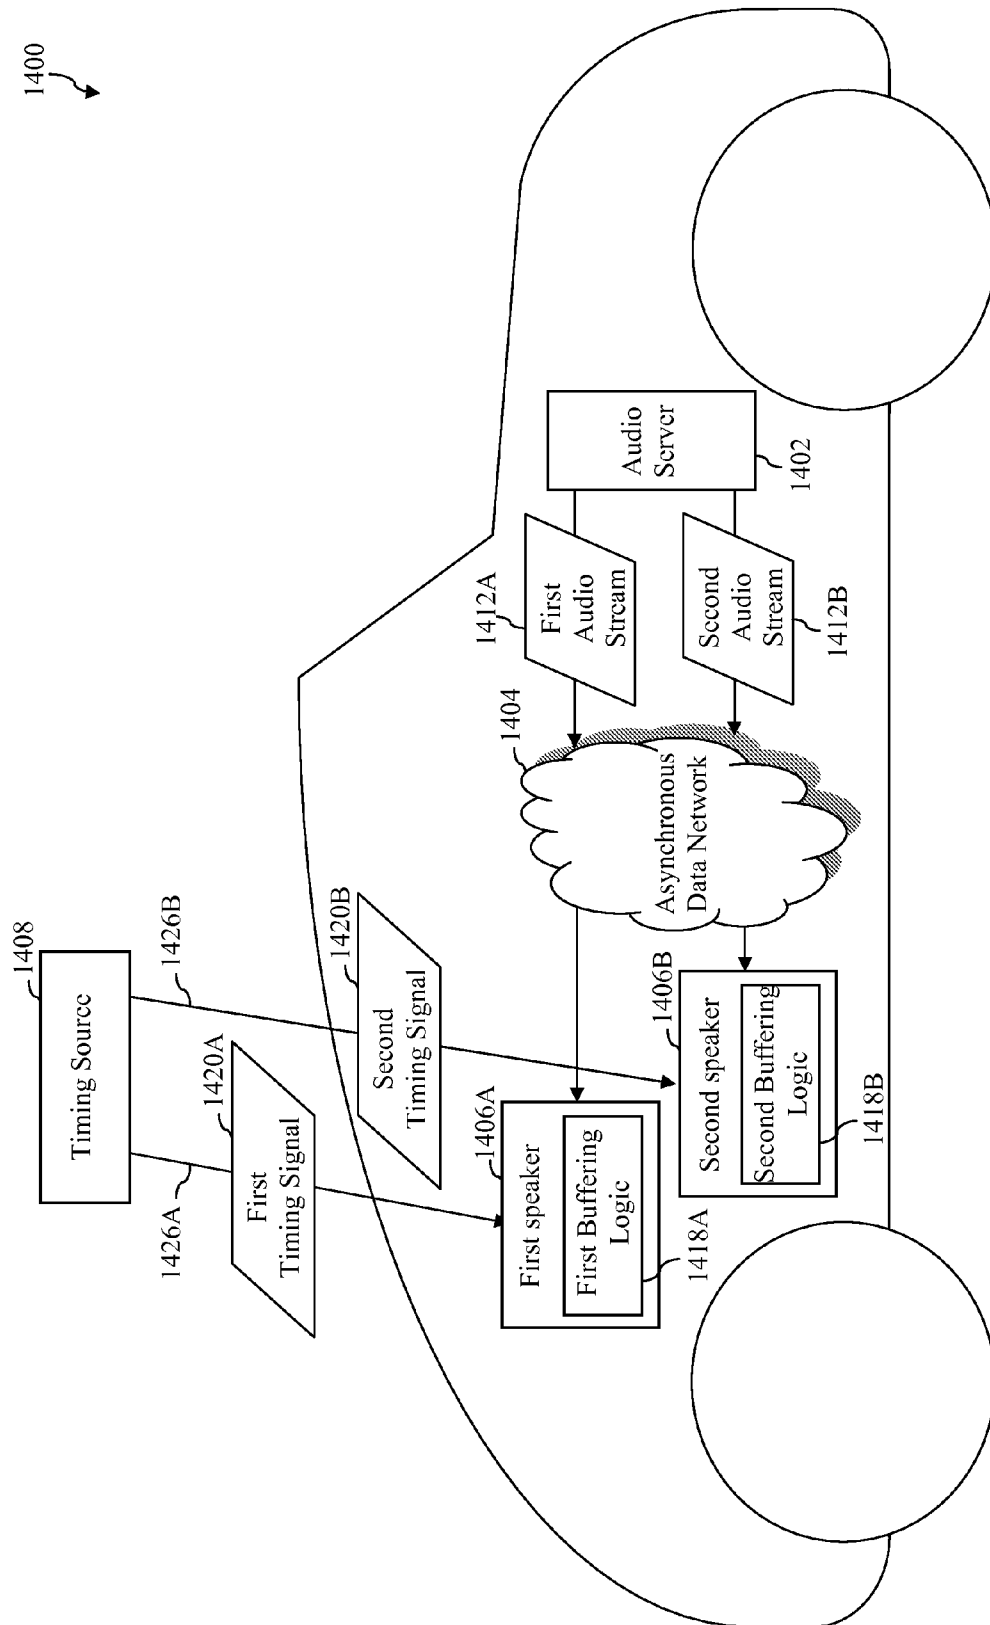 1400
Timing Source
1408
1426A
1426B
First
Timing Signal
1420A
Second
Timing Signal
1420B
First speaker
1406A
First Buffering
Logic
1418A
Second speaker
1406B
Second Buffering
Logic
1418B
Asynchronous
Data Network
1404
First
Audio
Stream
1412A
Second
Audio
Stream
1412B
Audio
Server
1402